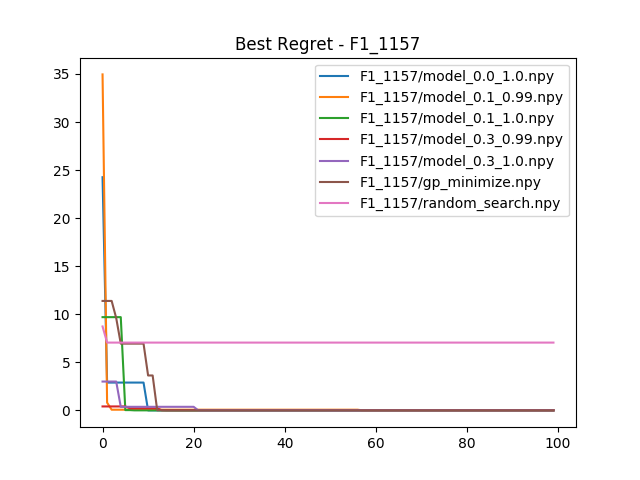 Best Regret - F1_1157
F1_1157/model_0.0_1.0.npy
F1_1157/model_0.1_0.99.npy
F1_1157/model_0.1_1.0.npy
F1_1157/model_0.3_0.99.npy
F1_1157/model_0.3_1.0.npy
F1_1157/gp_minimize.npy
F1_1157/random_search.npy
35
30
25
20
15
10
5
0
0 20 40 60 80 100